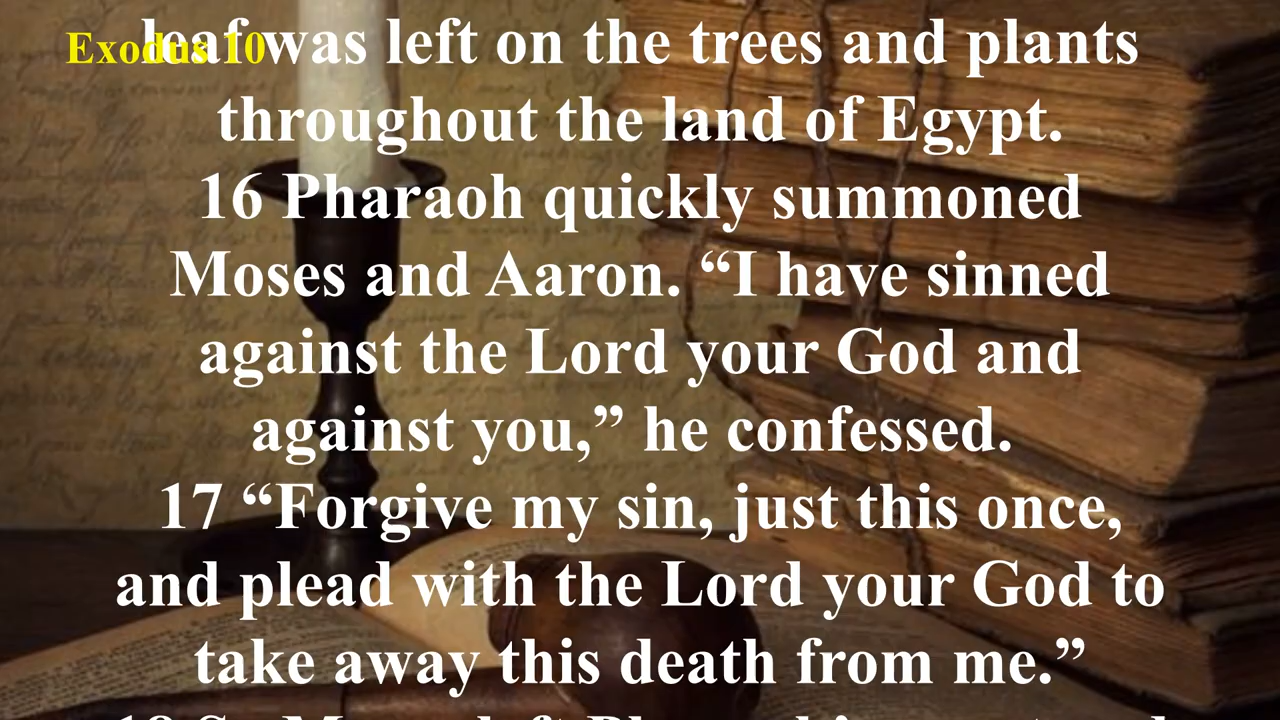 Exodus 10
leaf was left on the trees and plants
throughout the land of Egypt.
16 Pharaoh quickly summoned
Moses and Aaron. “I have sinned
against the Lord your God and
against you,” he confessed.
17 “Forgive my sin, just this once,
and plead with the Lord your God to
take away this death from me.”